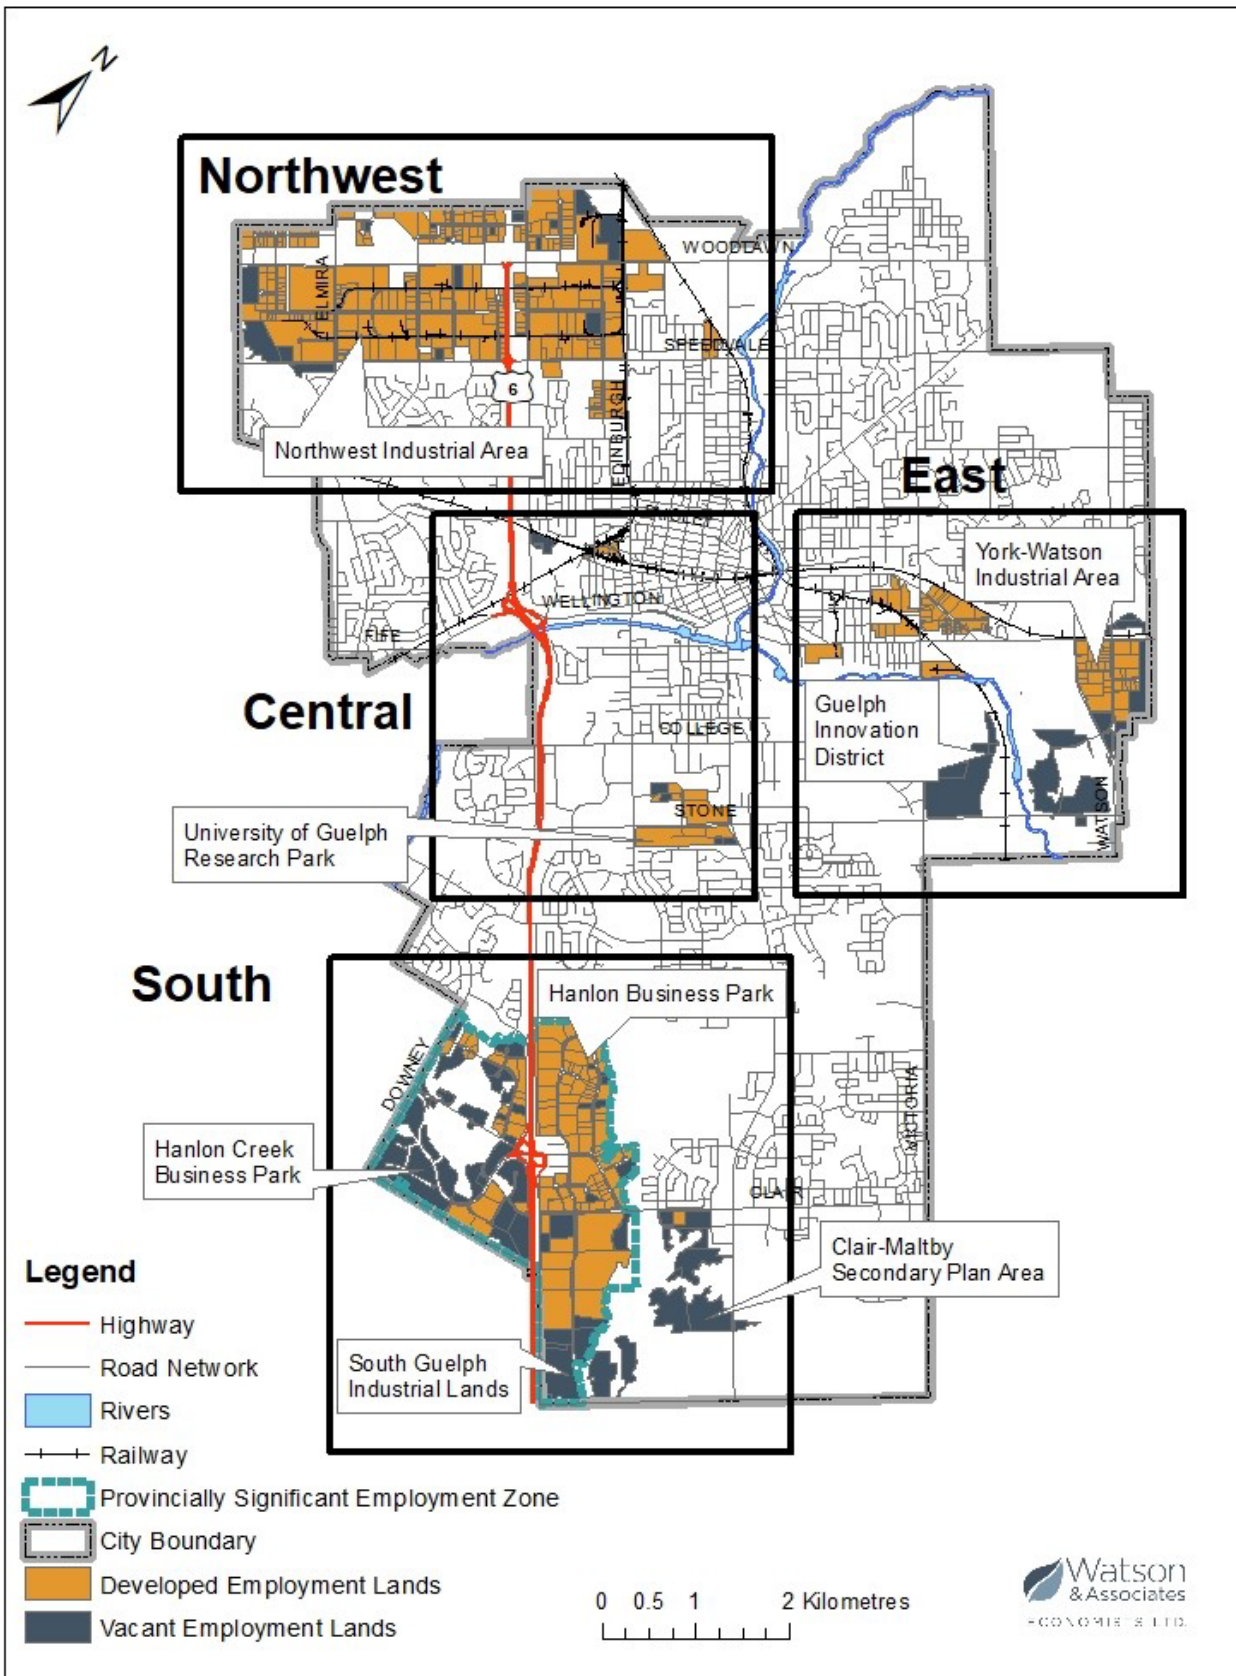 N
Northwest
WOODLAWN
ELMIRA
SPEEDVALE
6
EDINBURGH
Northwest Industrial Area
East
York-Watson
Industrial Area
WELLINGTON
FIFE
Central
COLLEGE
Guelph
Innovation
District
STONE
WATSON
University of Guelph
Research Park
South
Hanlon Business Park
DOWNEY
VICTORIA
Hanlon Creek
Business Park
CLAIR
Clair-Maltby
Secondary Plan Area
South Guelph
Industrial Lands
Legend
Highway
Road Network
Rivers
Railway
Provincially Significant Employment Zone
City Boundary
Developed Employment Lands
Vacant Employment Lands
0 0.5 1 2 Kilometres
Watson
& Associates
ECONOMISTS LTD.